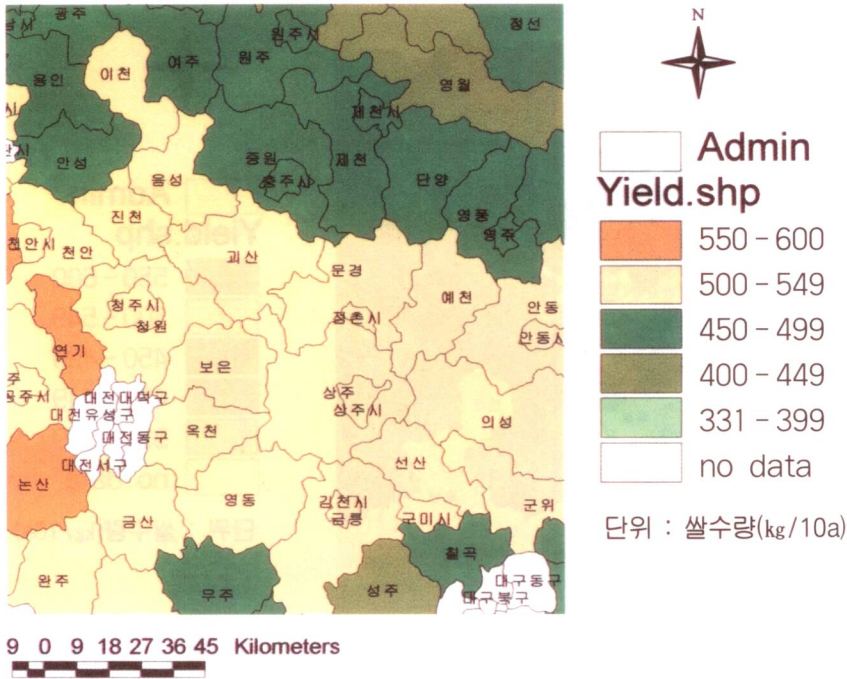 광주
원주시
정선
여주
원주
이천
용인
영월
제천시
안성
중원
제천
충주시
단양
음성
영풍
영주
진천
천안시
천안
괴산
문경
예천
안동
청주시
청원
점촌시
안동시
연기
보은
공주시
대전대덕구
대전유성구
상주
상주시
의성
옥천
대전동구
대전서구
선산
논산
영동
김천시
금릉
군위
금산
구미시
칠곡
완주
무주
성주
대구동구
대구북구
N
Admin
Yield.shp
550 - 600
500 - 549
450 - 499
400 - 449
331 - 399
no data
단위 : 쌀수량(kg/10a)
9 0 9 18 27 36 45 Kilometers